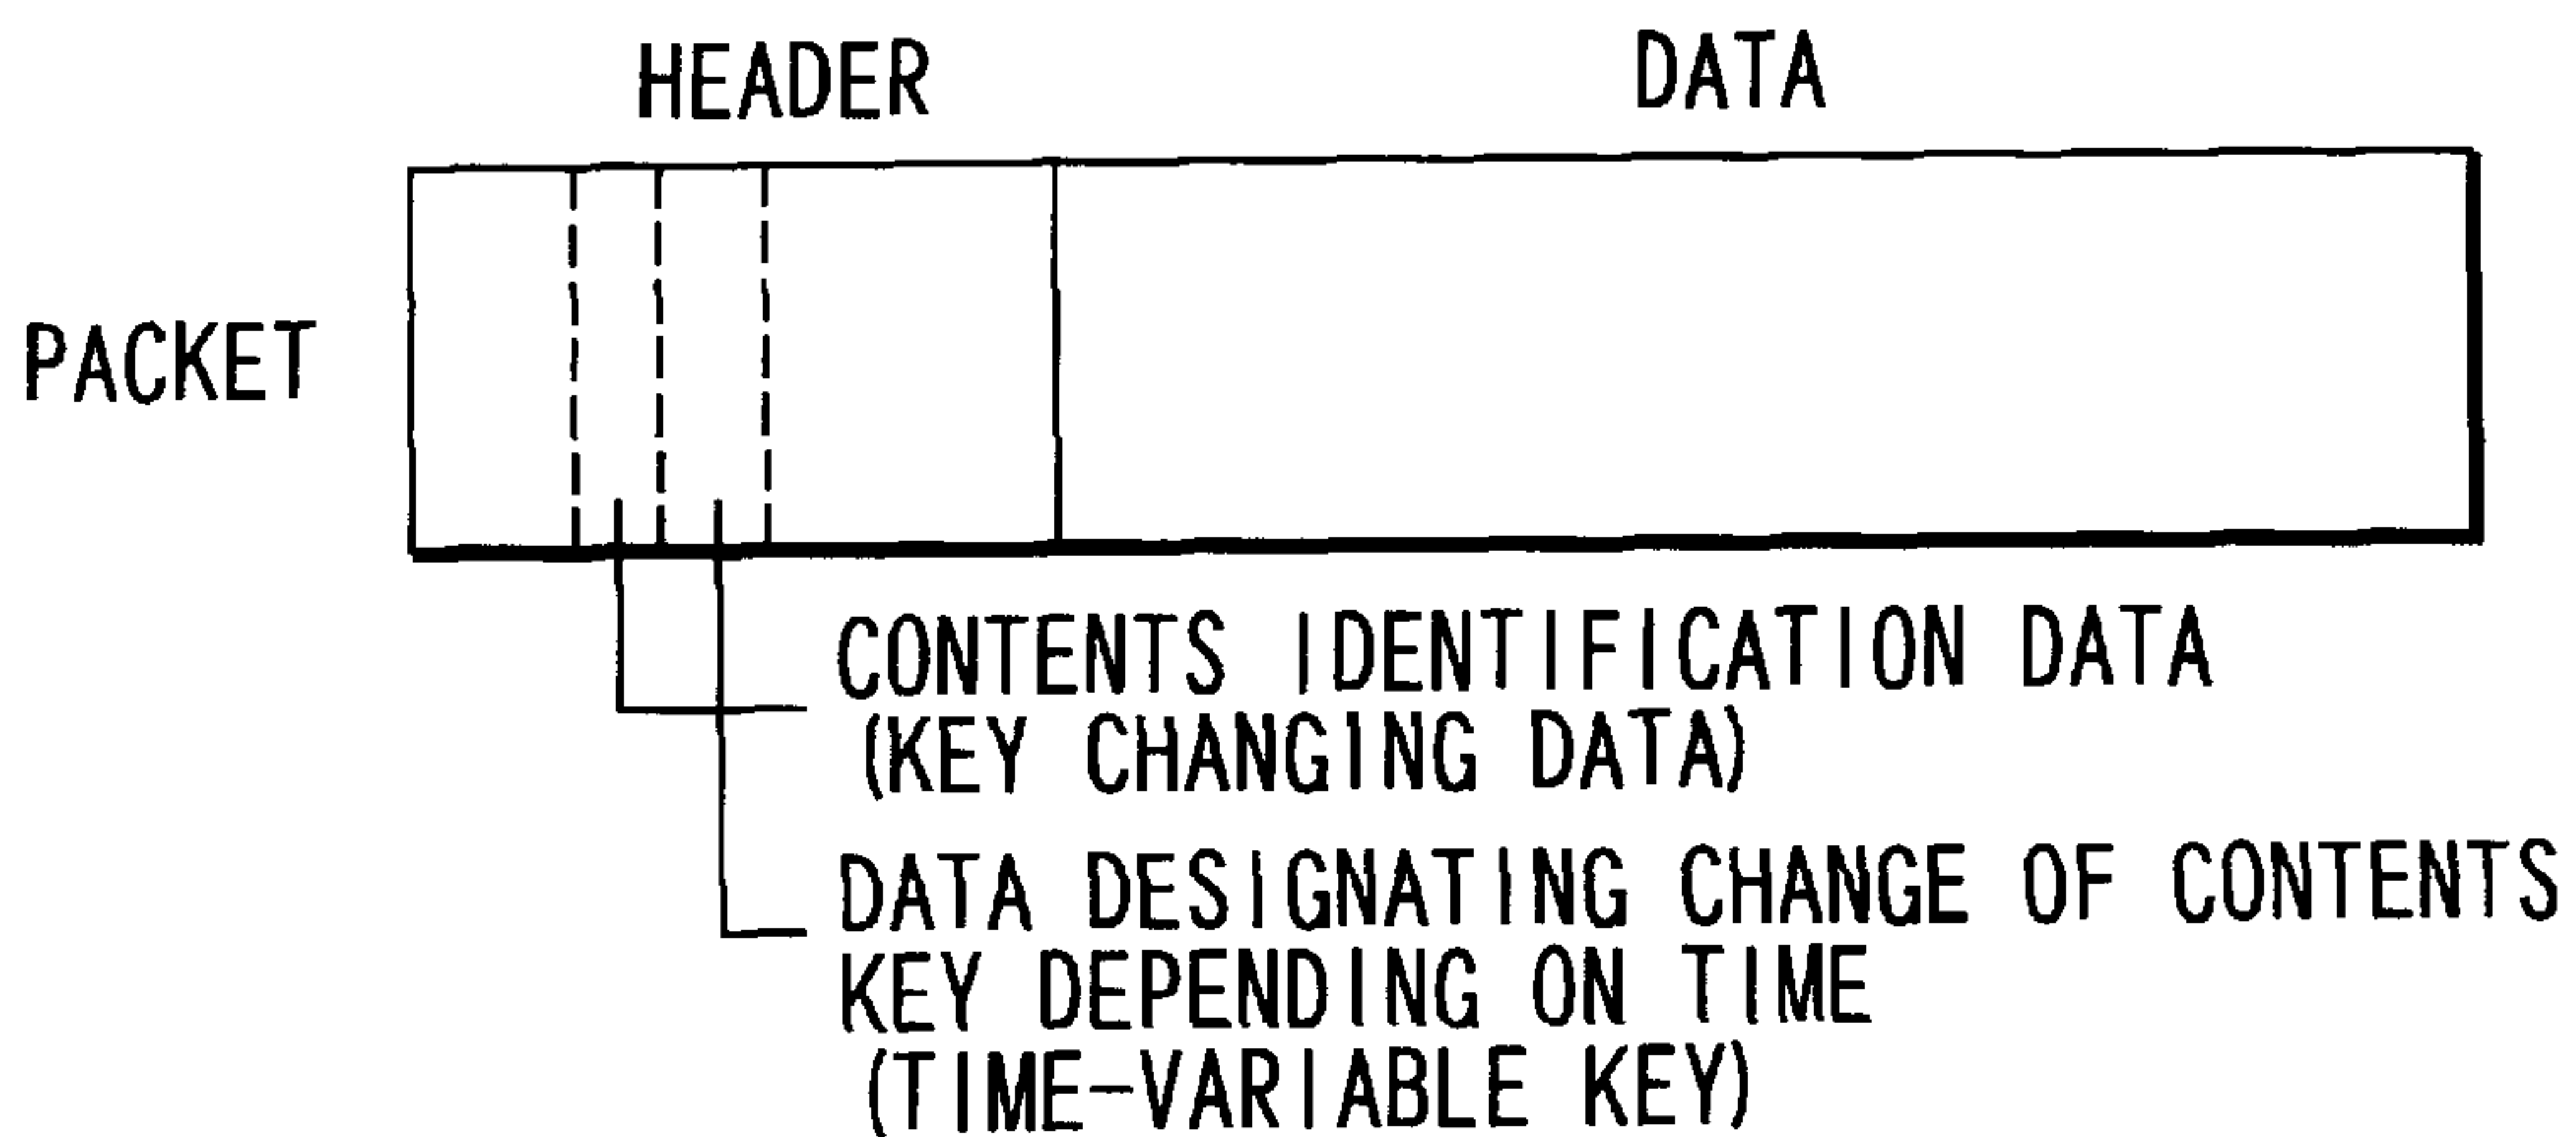 HEADER
DATA
PACKET
CONTENTS IDENTIFICATION DATA
(KEY CHANGING DATA)
DATA DESIGNATING CHANGE OF CONTENTS
KEY DEPENDING ON TIME
(TIME-VARIABLE KEY)